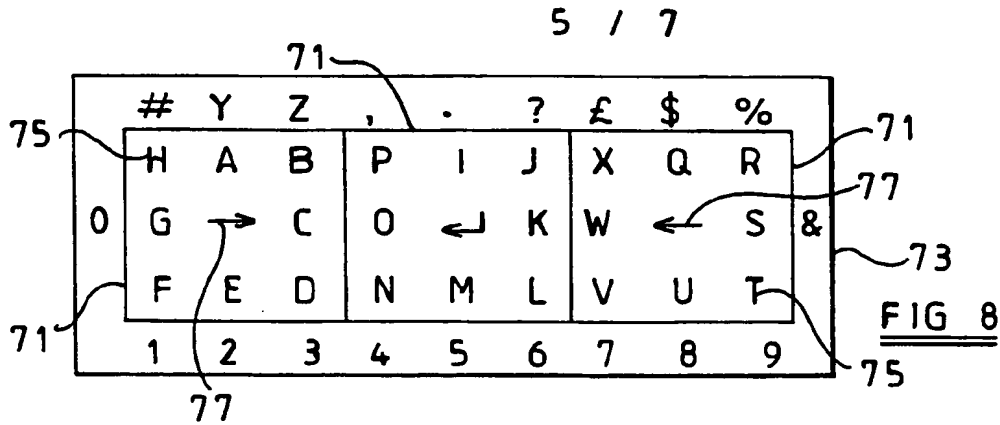 5 / 7
71
# Y Z , . ? £ $ %
75 H A B P I J X Q R 71
77
0 G → C O ↵ K W ← S &
73
F E D N M L V U T
71 FIG 8
1 2 3 4 5 6 7 8 9 75
77